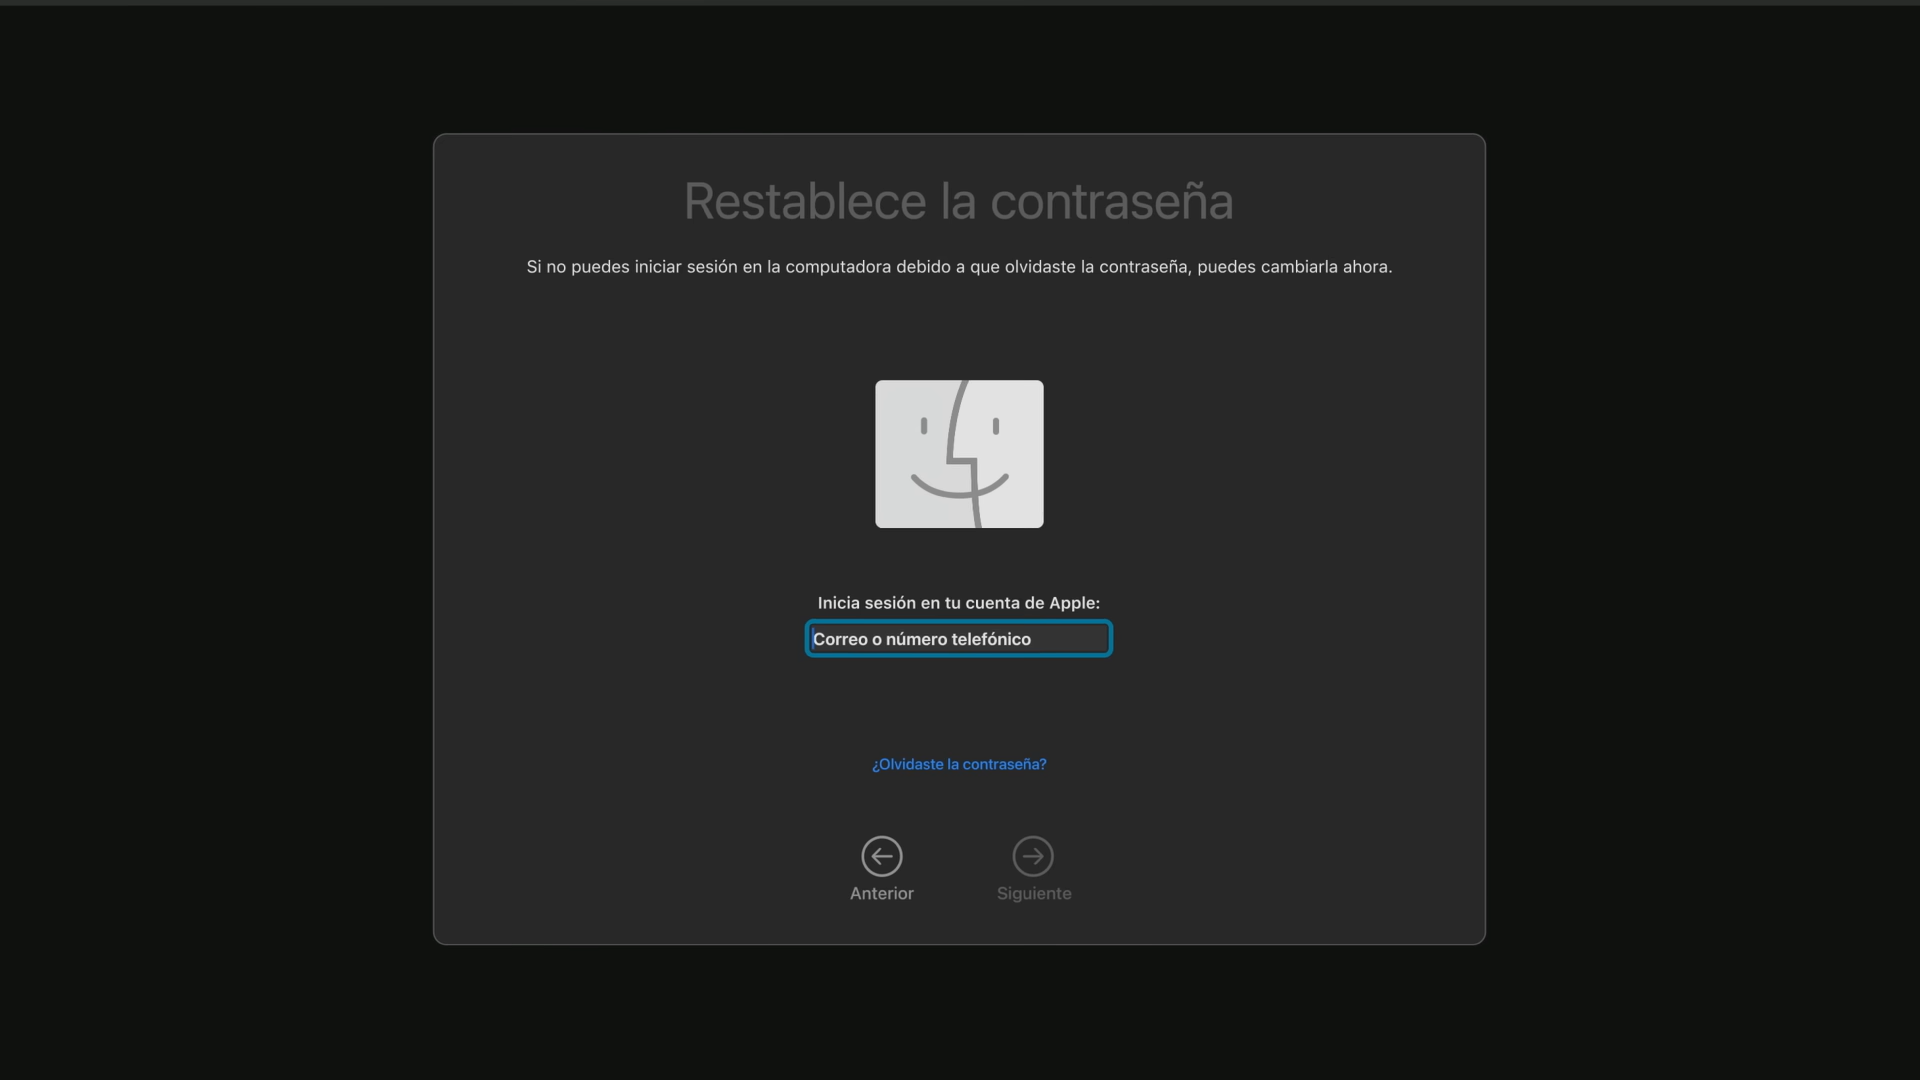 Restablece la contraseña
Si no puedes iniciar sesión en la computadora debido a que olvidaste la contraseña, puedes cambiarla ahora.
Inicia sesión en tu cuenta de Apple:
Correo o número telefónico
¿Olvidaste la contraseña?
Anterior
Siguiente